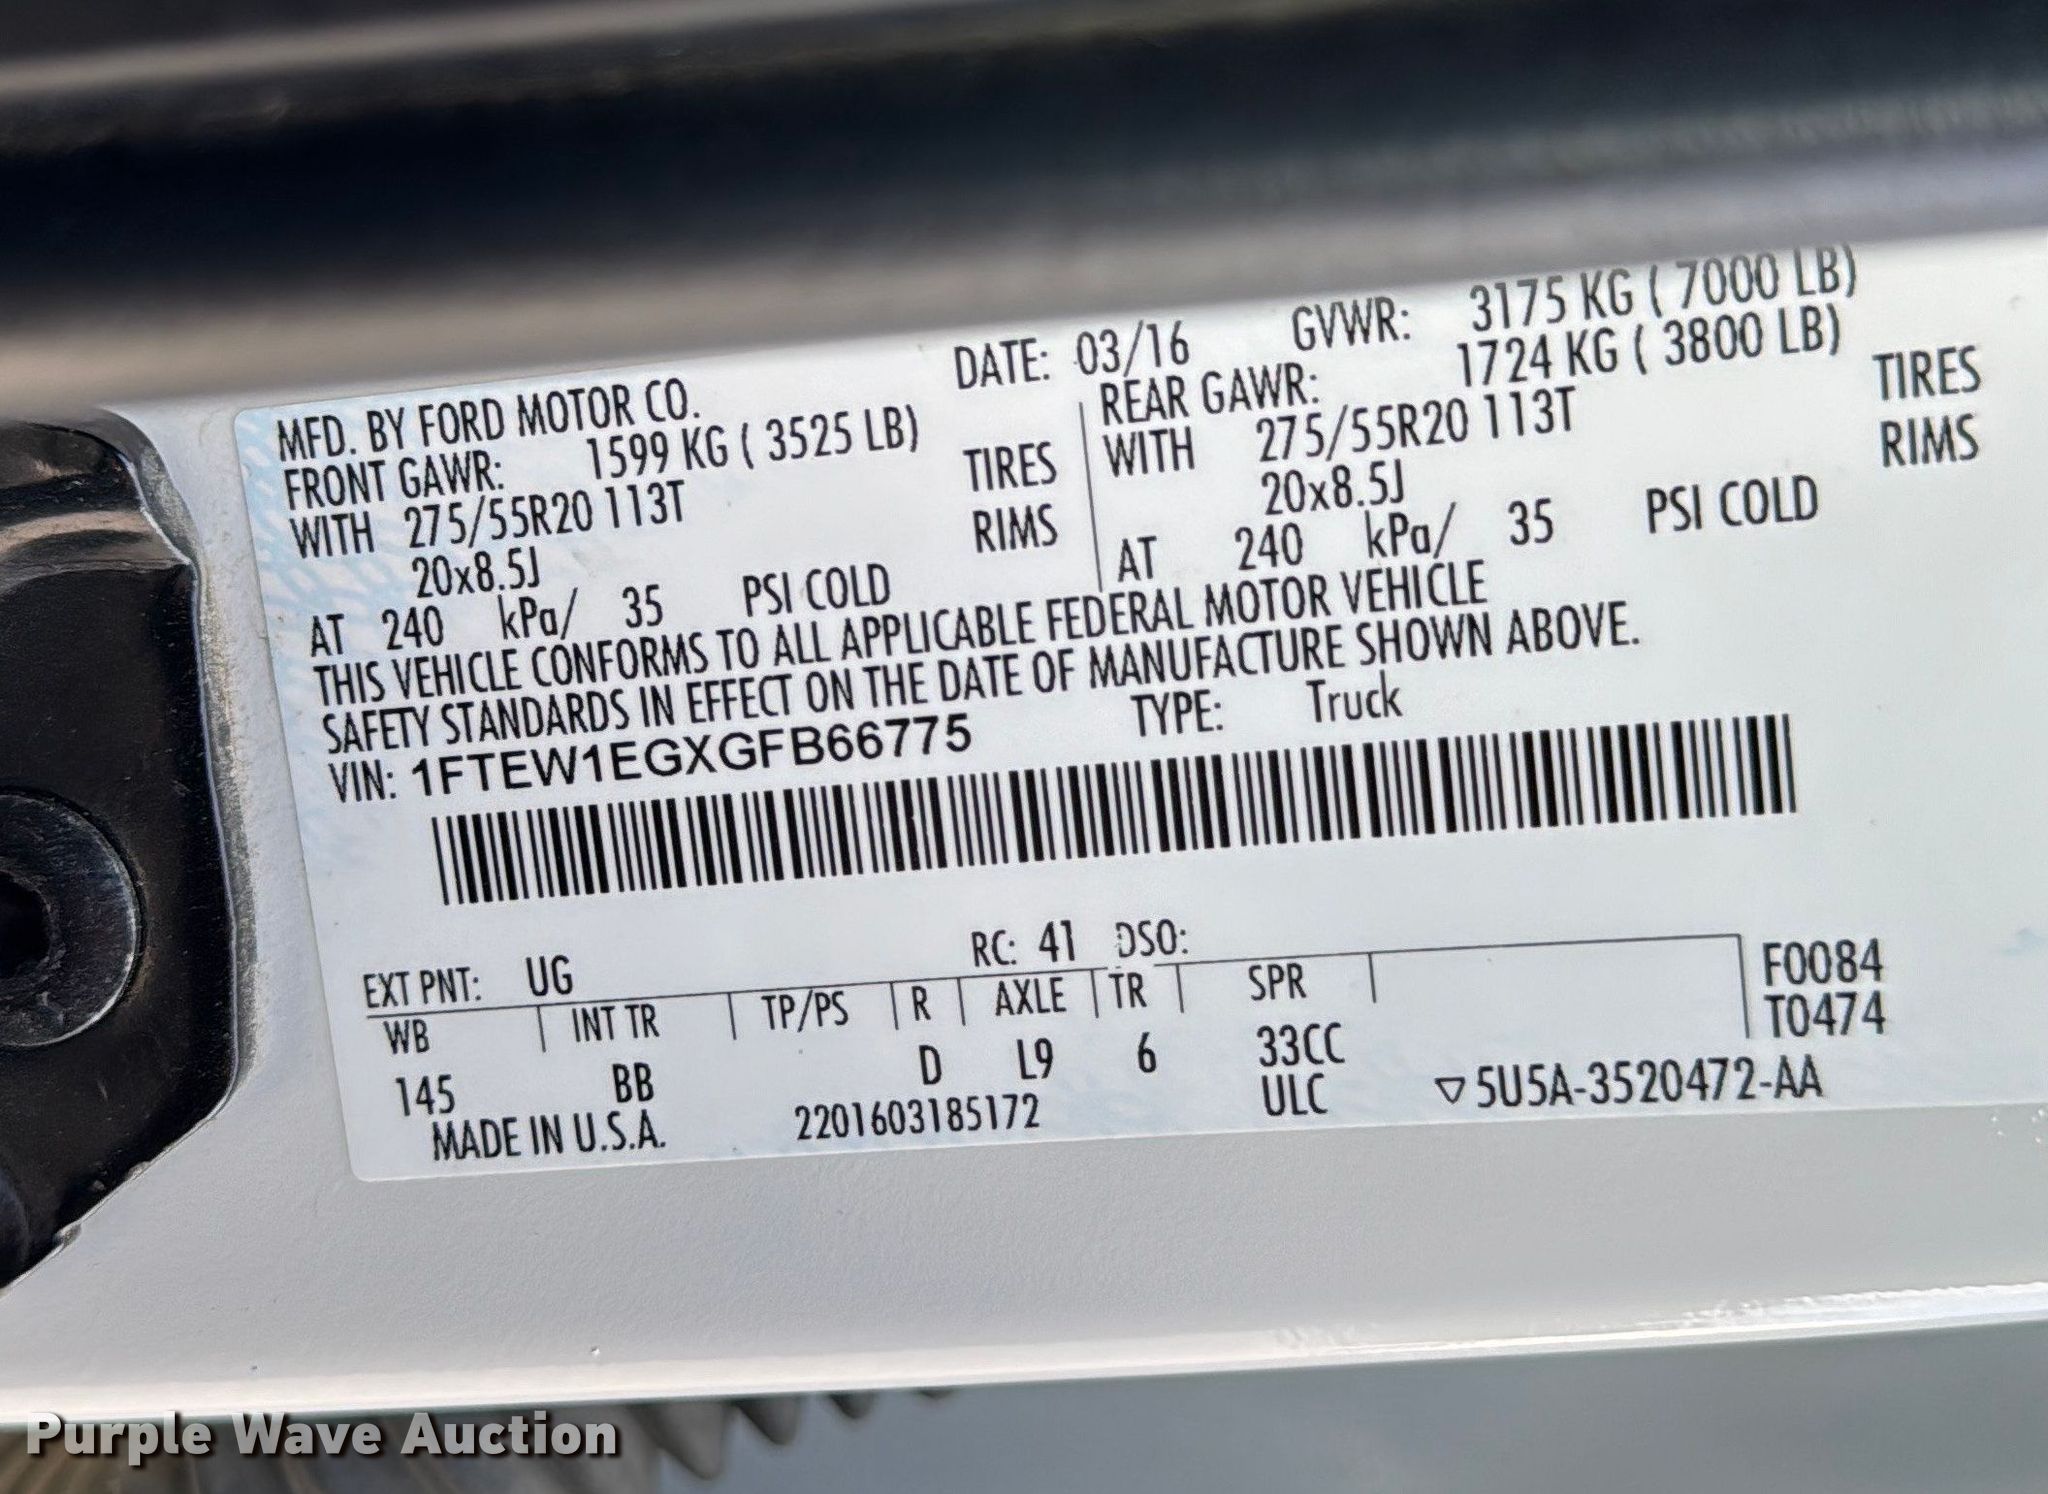 MFD. BY FORD MOTOR CO. DATE: 03/16 GVWR: 3175 KG ( 7000 LB)
FRONT GAWR: 1599 KG ( 3525 LB) REAR GAWR: 1724 KG ( 3800 LB)
WITH 275/55R20 113T TIRES WITH 275/55R20 113T TIRES
20x8.5J RIMS 20x8.5J RIMS
AT 240 kPa/ 35 PSI COLD AT 240 kPa/ 35 PSI COLD
THIS VEHICLE CONFORMS TO ALL APPLICABLE FEDERAL MOTOR VEHICLE
SAFETY STANDARDS IN EFFECT ON THE DATE OF MANUFACTURE SHOWN ABOVE.
VIN: 1FTEW1EGXGFB66775 TYPE: Truck
EXT PNT: UG RC: 41 DSO:
WB INT TR TP/PS R AXLE TR SPR F0084
T0474
145 BB D L9 6 33CC
ULC ▽5U5A-3520472-AA
MADE IN U.S.A. 2201603185172
Purple Wave Auction